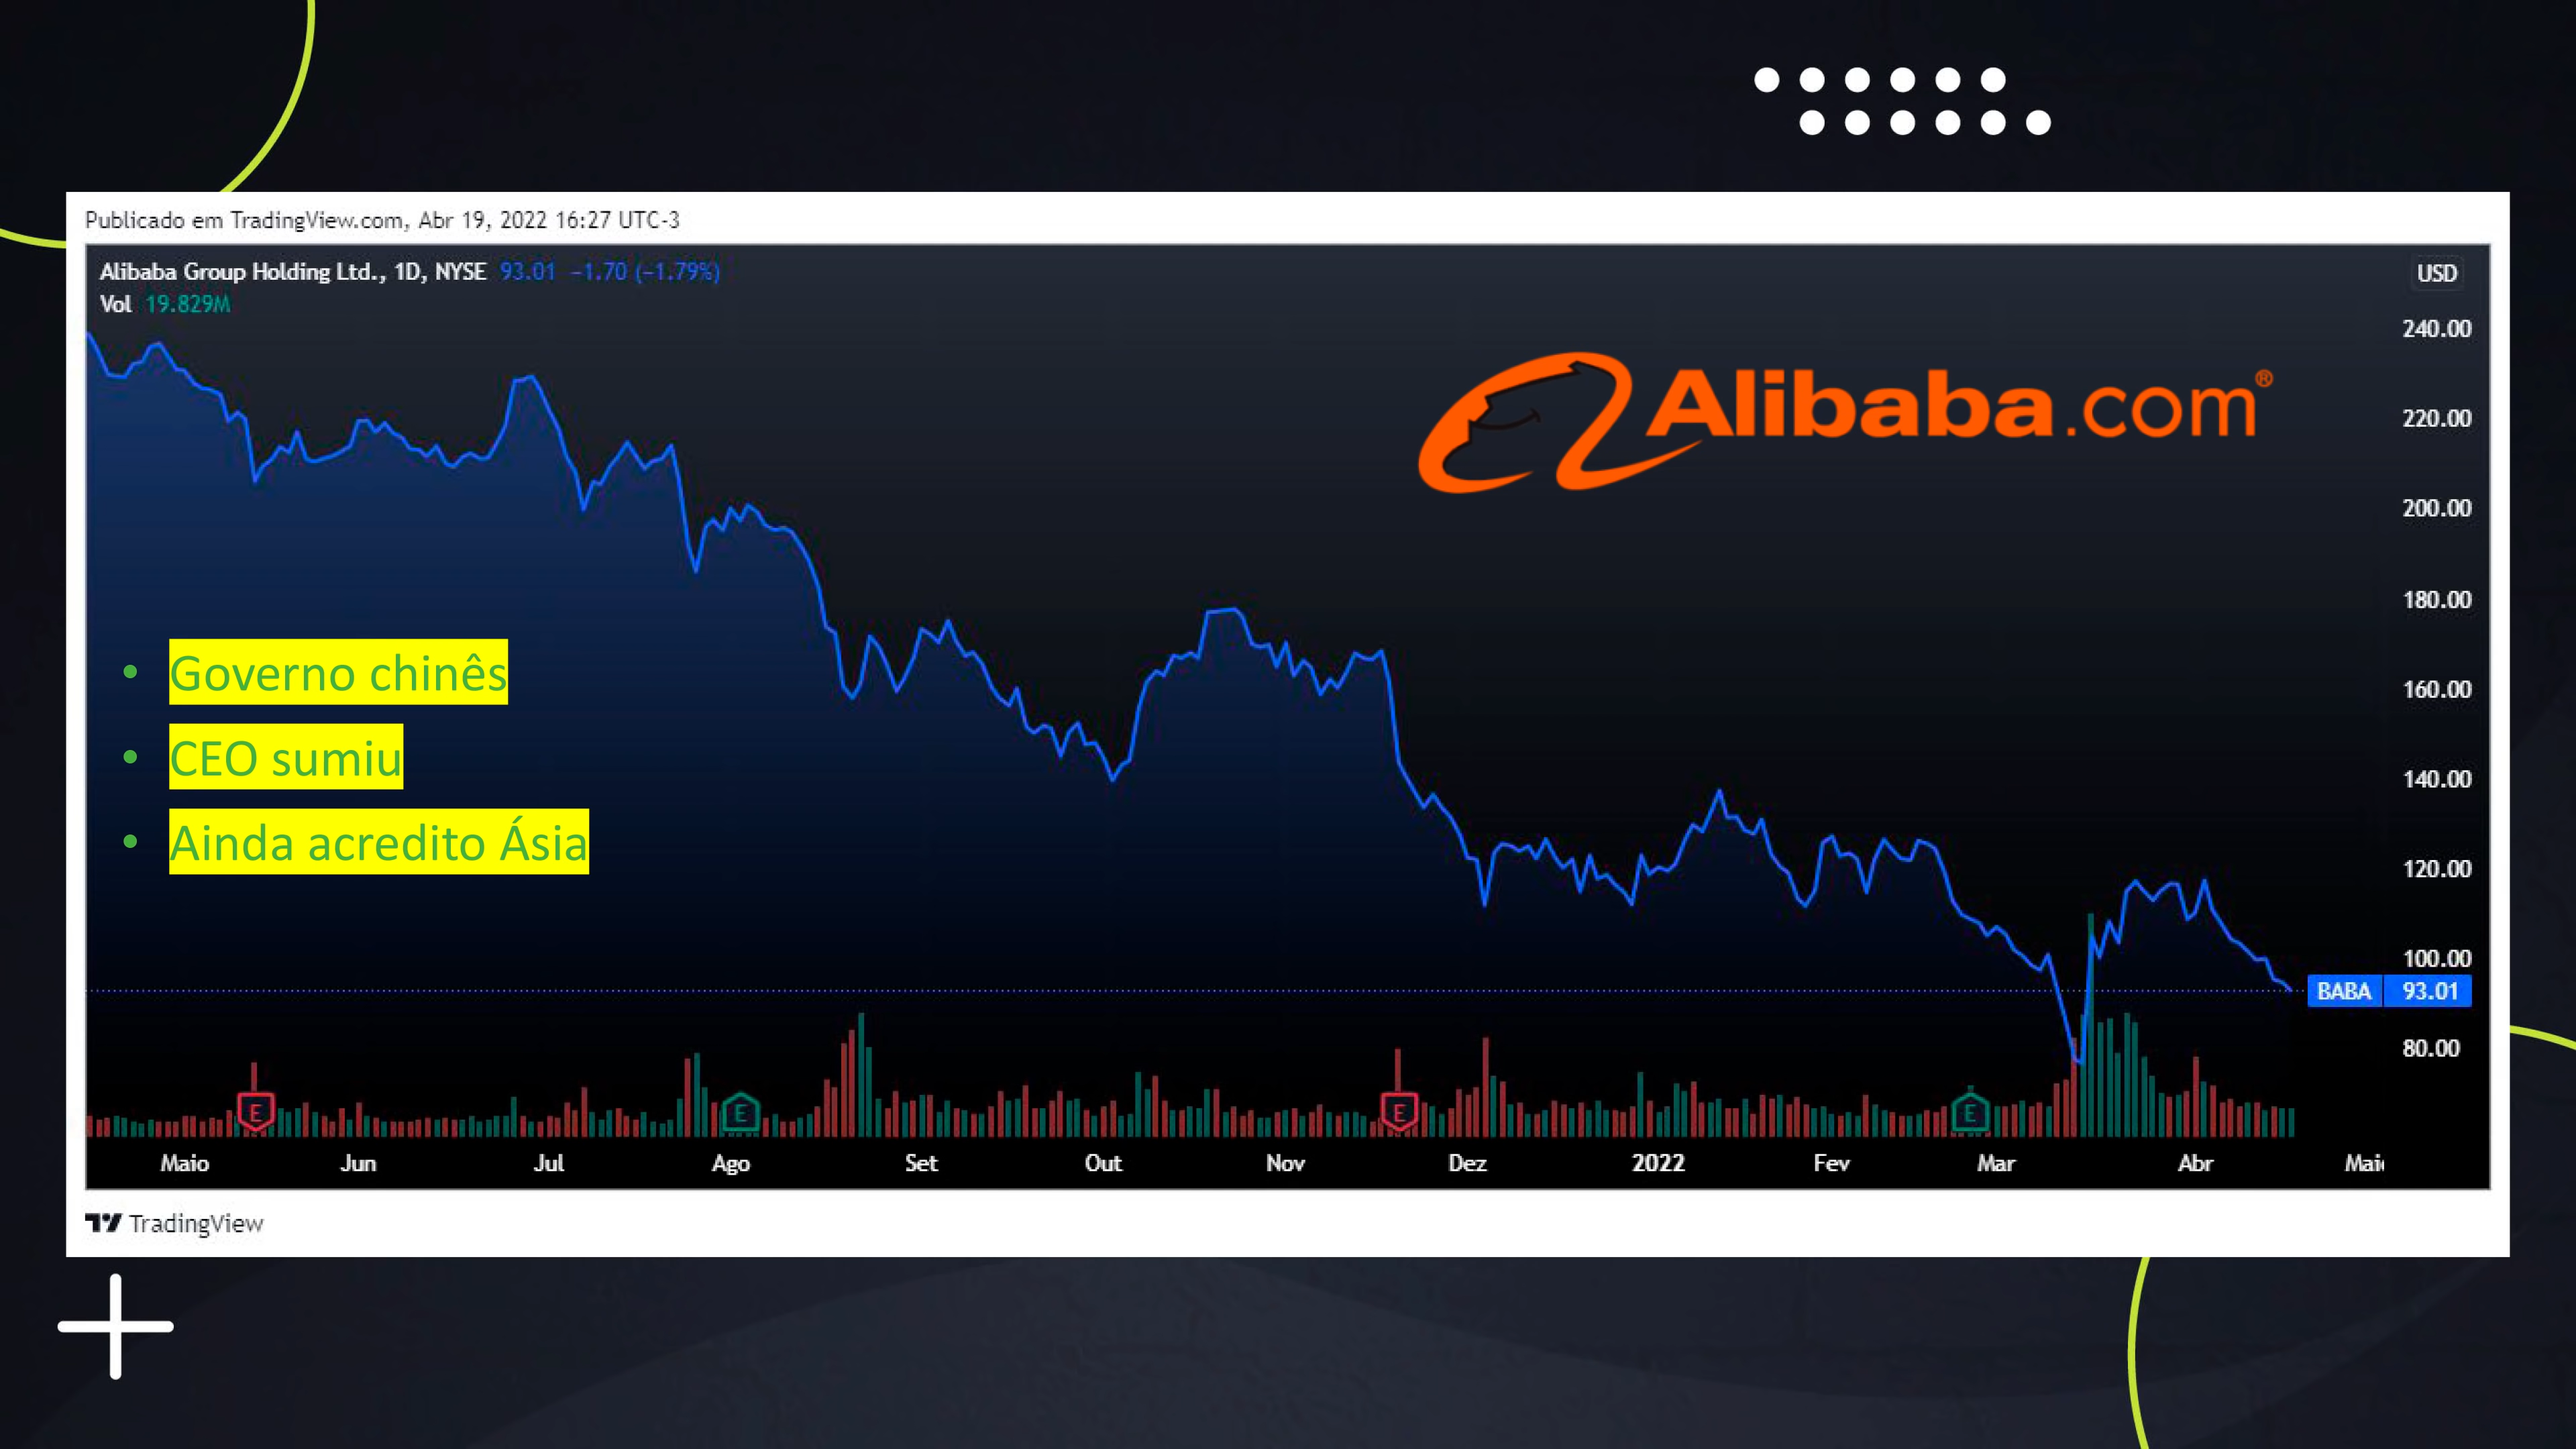 Publicado em TradingView.com, Abr 19, 2022 16:27 UTC-3
Alibaba Group Holding Ltd., 1D, NYSE 93.01 −1.70 (−1.79%)
Vol 19.829M
USD
240.00
Alibaba.com®
220.00
200.00
180.00
• Governo chinês
160.00
• CEO sumiu
140.00
• Ainda acredito Ásia
120.00
100.00
BABA 93.01
80.00
E E E E
Maio Jun Jul Ago Set Out Nov Dez 2022 Fev Mar Abr Mai
TradingView